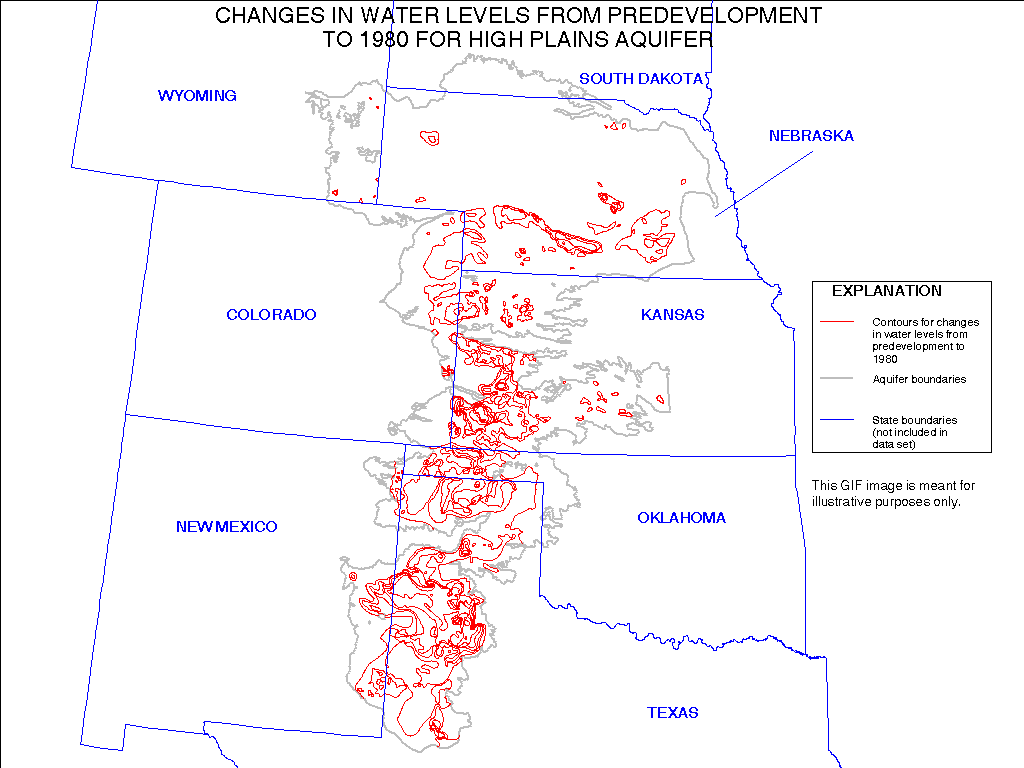 CHANGES IN WATER LEVELS FROM PREDEVELOPMENT
TO 1980 FOR HIGH PLAINS AQUIFER
SOUTH DAKOTA
WYOMING
NEBRASKA
EXPLANATION
COLORADO
KANSAS
Contours for changes
in water levels from
predevelopment to
1980
Aquifer boundaries
State boundaries
(not included in
data set)
This GIF image is meant for
illustrative purposes only.
OKLAHOMA
NEW MEXICO
TEXAS